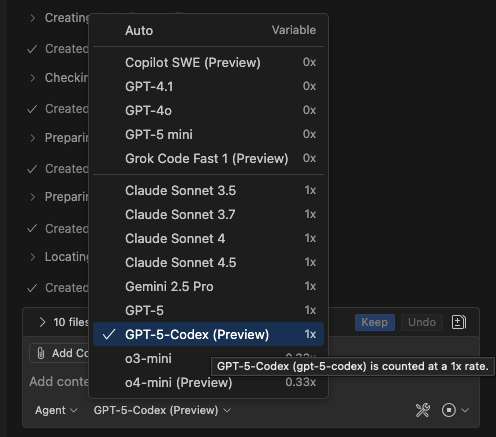 Creating
Auto Variable
Created
Copilot SWE (Preview) 0x
Checkin
GPT-4.1 0x
Created
GPT-4o 0x
Preparin
GPT-5 mini 0x
Grok Code Fast 1 (Preview) 0x
Created
Claude Sonnet 3.5 1x
Preparin
Claude Sonnet 3.7 1x
Created
Claude Sonnet 4 1x
Locating
Claude Sonnet 4.5 1x
Created
Gemini 2.5 Pro 1x
GPT-5 1x
10 files Keep Undo
GPT-5-Codex (Preview) 1x
Add Co
o3-mini
GPT-5-Codex (gpt-5-codex) is counted at a 1x rate.
Add conte
o4-mini (Preview) 0.33x
Agent GPT-5-Codex (Preview)